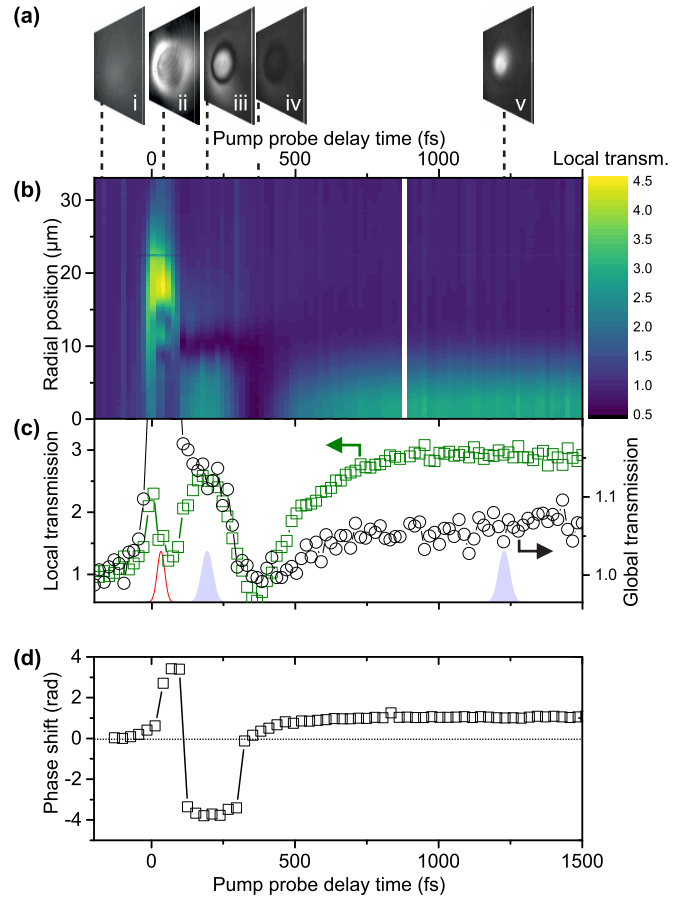 (a)
i ii iii iv v
Pump probe delay time (fs)
0 500 1000
Local transm.
(b)
Radial position (µm)
30
20
10
0
4.5
4.0
3.5
3.0
2.5
2.0
1.5
1.0
0.5
(c)
Local transmission
3
2
1
Global transmission
1.1
1.0
(d)
Phase shift (rad)
4
2
0
-2
-4
0 500 1000 1500
Pump probe delay time (fs)